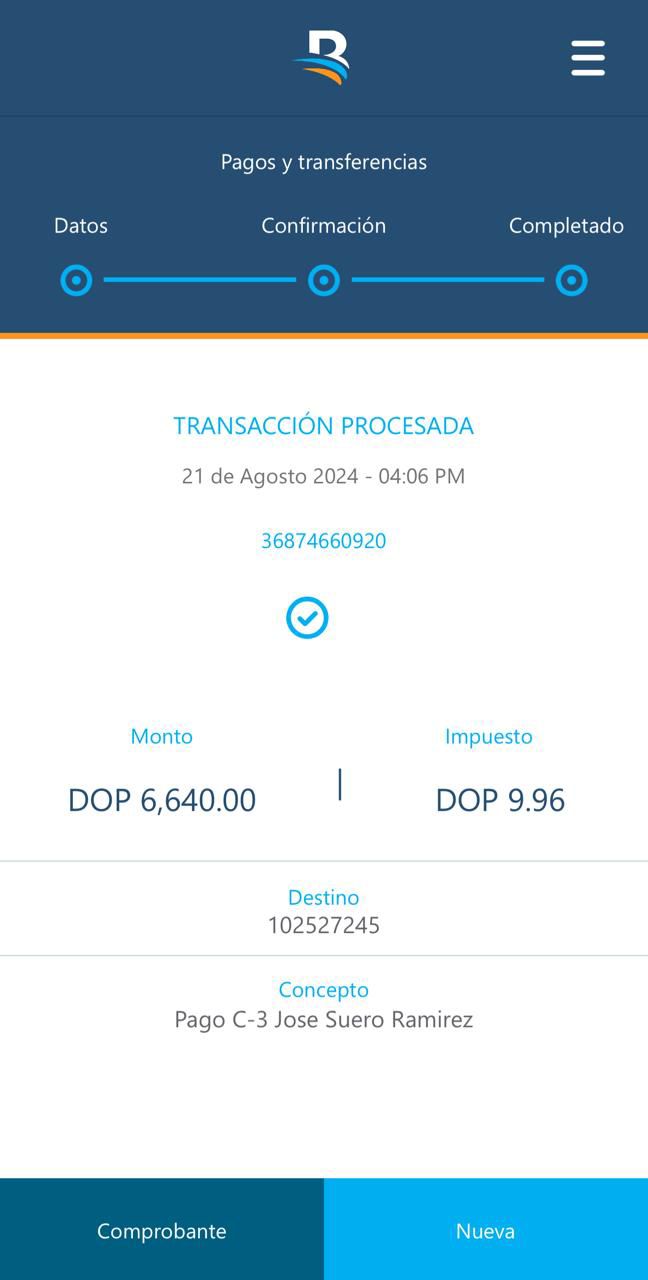 Pagos y transferencias
Datos Confirmación Completado
TRANSACCIÓN PROCESADA
21 de Agosto 2024 - 04:06 PM
36874660920
Monto Impuesto
DOP 6,640.00 | DOP 9.96
Destino
102527245
Concepto
Pago C-3 Jose Suero Ramirez
Comprobante Nueva